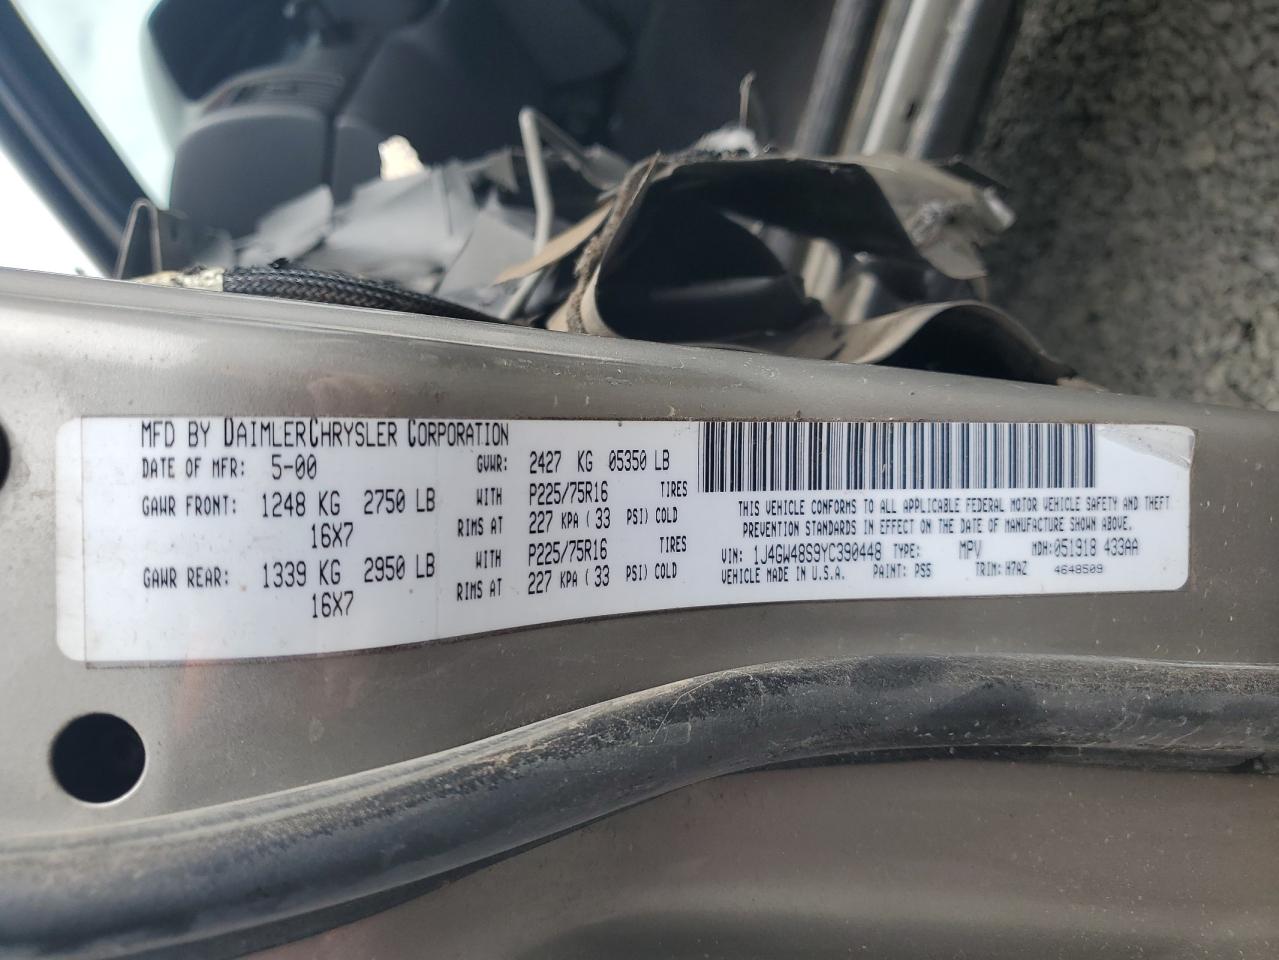 MFD BY DAIMLERCHRYSLER CORPORATION
DATE OF MFR: 5-00 GVWR: 2427 KG 05350 LB
GAWR FRONT: 1248 KG 2750 LB WITH P225/75R16 TIRES
16X7 RIMS AT 227 KPA ( 33 PSI) COLD
GAWR REAR: 1339 KG 2950 LB WITH P225/75R16 TIRES
16X7 RIMS AT 227 KPA ( 33 PSI) COLD
THIS VEHICLE CONFORMS TO ALL APPLICABLE FEDERAL MOTOR VEHICLE SAFETY AND THEFT
PREVENTION STANDARDS IN EFFECT ON THE DATE OF MANUFACTURE SHOWN ABOVE.
VIN: 1J4GW48S9YC390448 TYPE: MPV MDH: 051918 433AA
VEHICLE MADE IN U.S.A. PAINT: PS5 TRIM: H7AZ 4648509